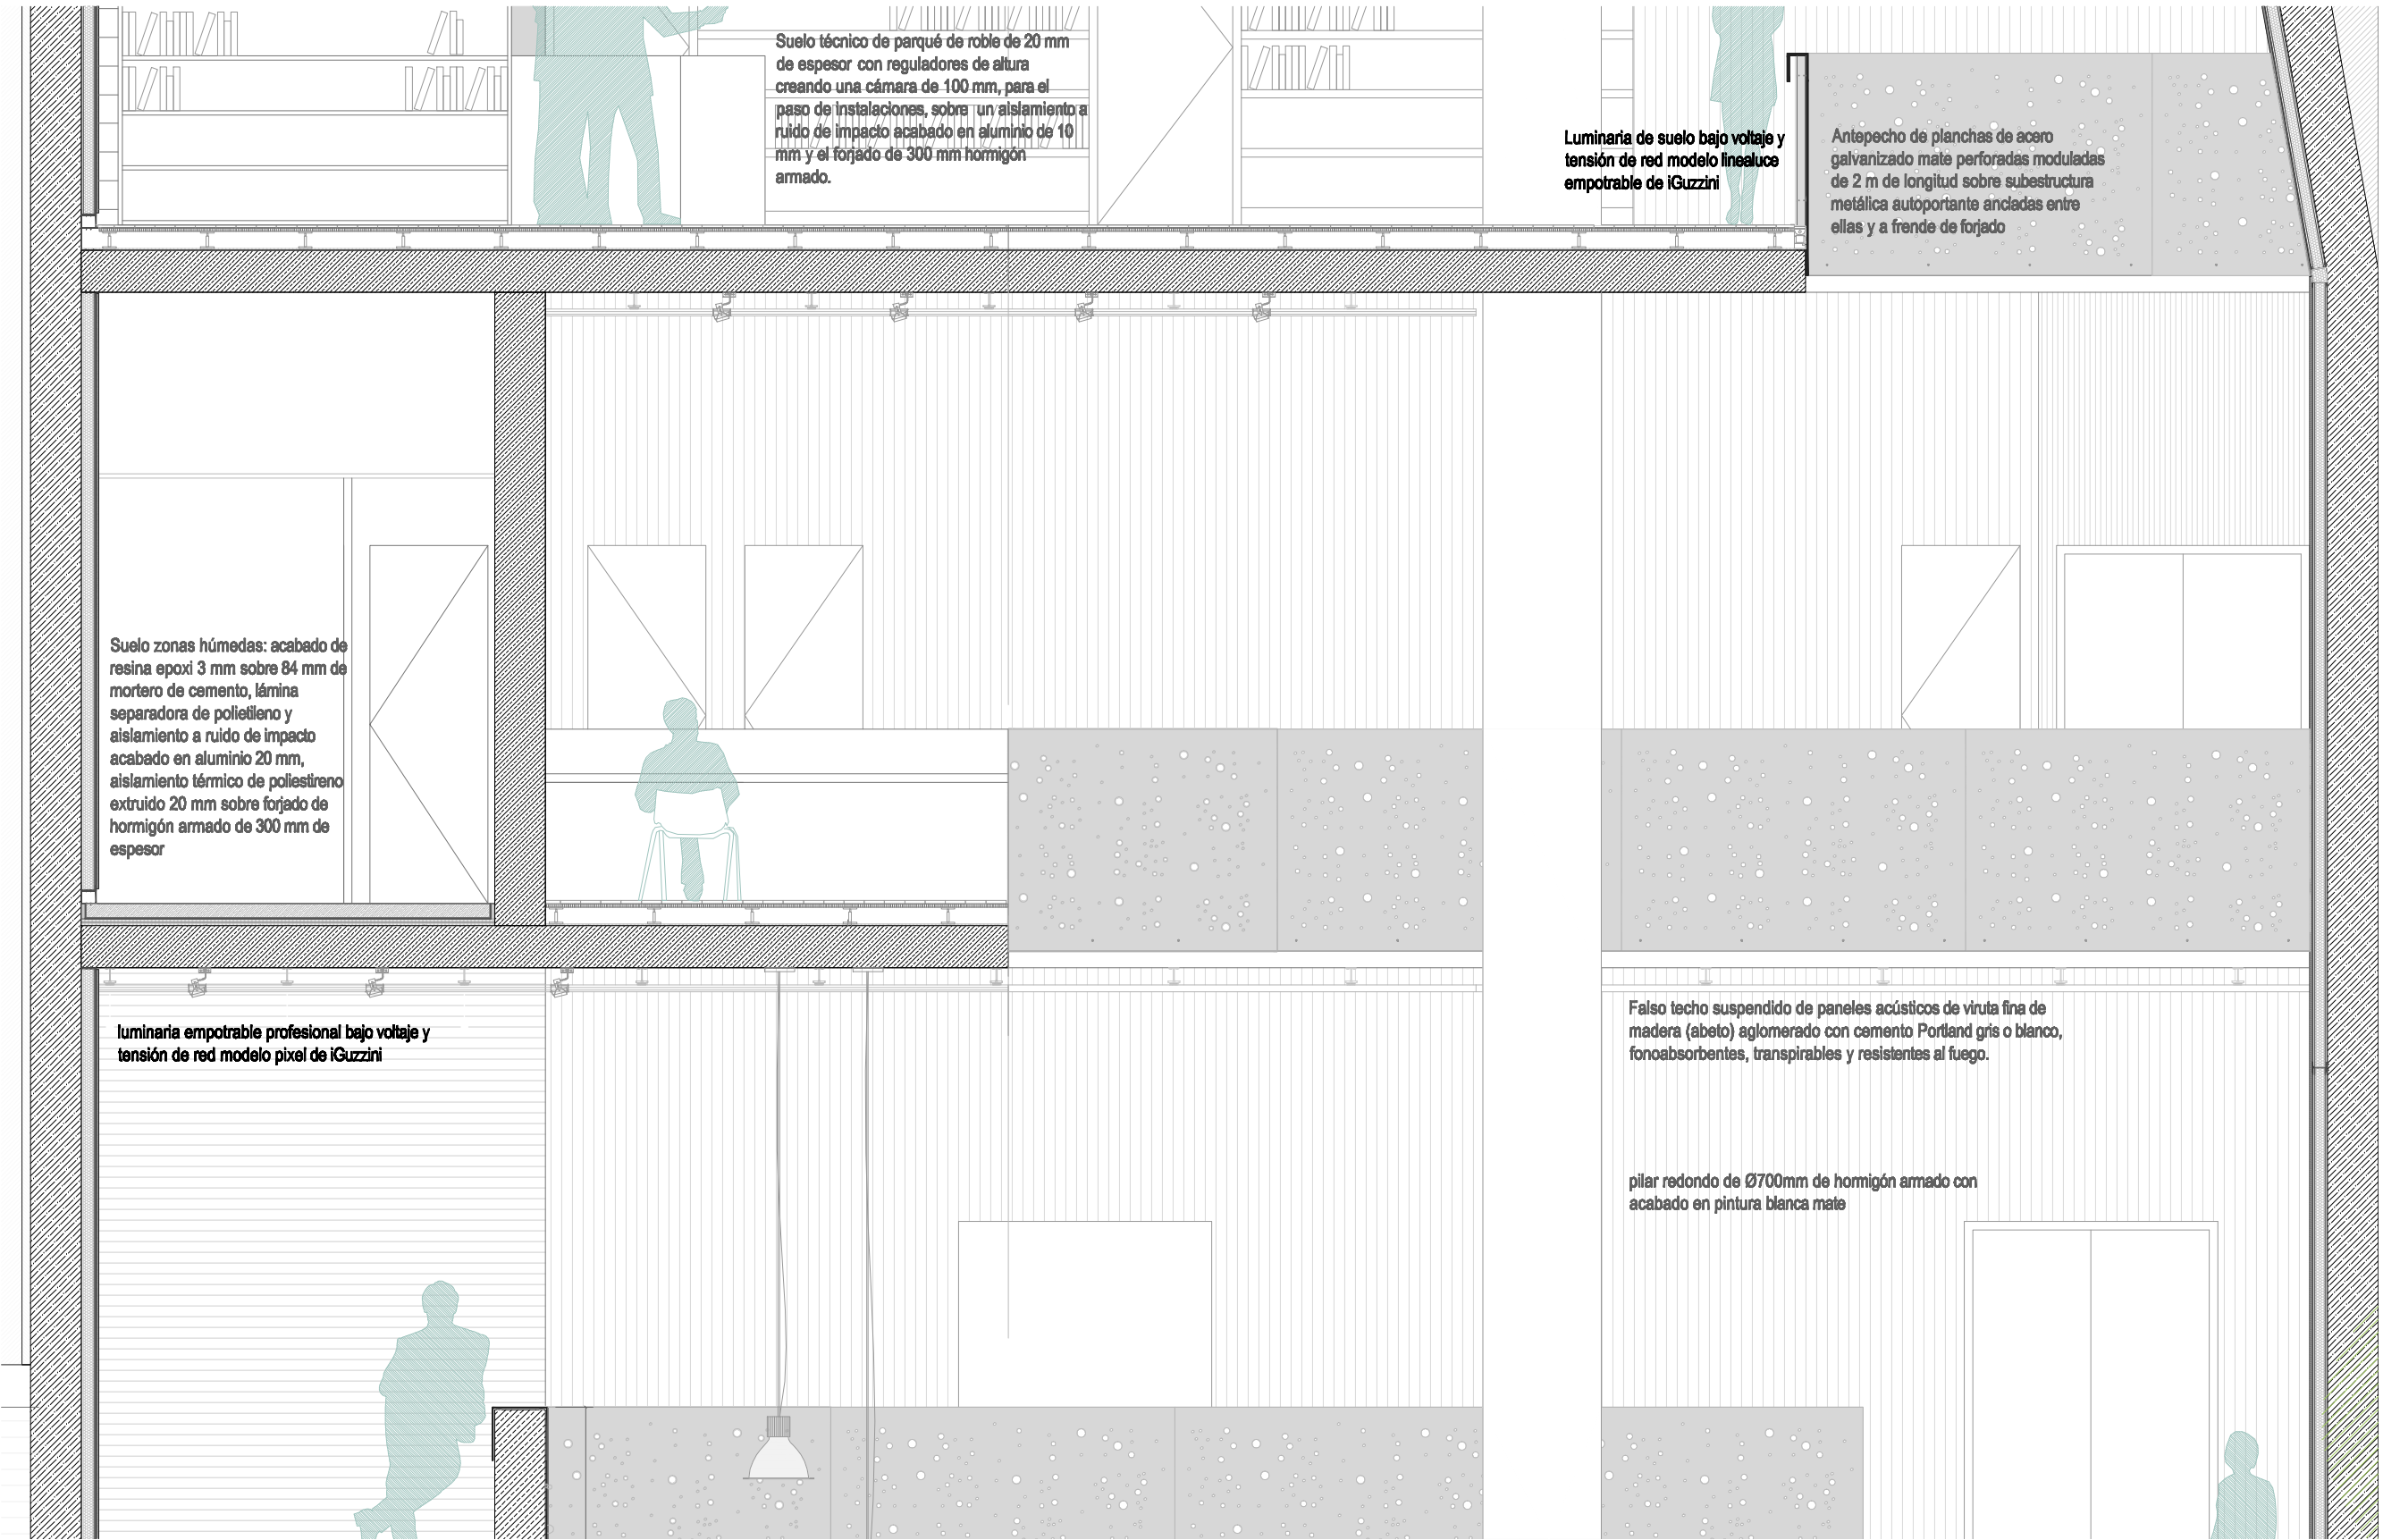 Suelo técnico de parqué de roble de 20 mm
de espesor con reguladores de altura
creando una cámara de 100 mm, para el
paso de instalaciones, sobre un aislamiento a
ruido de impacto acabado en aluminio de 10
mm y el forjado de 300 mm hormigón
armado.
Luminaria de suelo bajo voltaje y
tensión de red modelo linealuce
empotrable de iGuzzini
Antepecho de planchas de acero
galvanizado mate perforadas moduladas
de 2 m de longitud sobre subestructura
metálica autoportante ancladas entre
ellas y a frende de forjado
Suelo zonas húmedas: acabado de
resina epoxi 3 mm sobre 84 mm de
mortero de cemento, lámina
separadora de polietileno y
aislamiento a ruido de impacto
acabado en aluminio 20 mm,
aislamiento térmico de poliestireno
extruido 20 mm sobre forjado de
hormigón armado de 300 mm de
espesor
luminaria empotrable profesional bajo voltaje y
tensión de red modelo pixel de iGuzzini
Falso techo suspendido de paneles acústicos de viruta fina de
madera (abeto) aglomerado con cemento Portland gris o blanco,
fonoabsorbentes, transpirables y resistentes al fuego.
pilar redondo de Ø700mm de hormigón armado con
acabado en pintura blanca mate